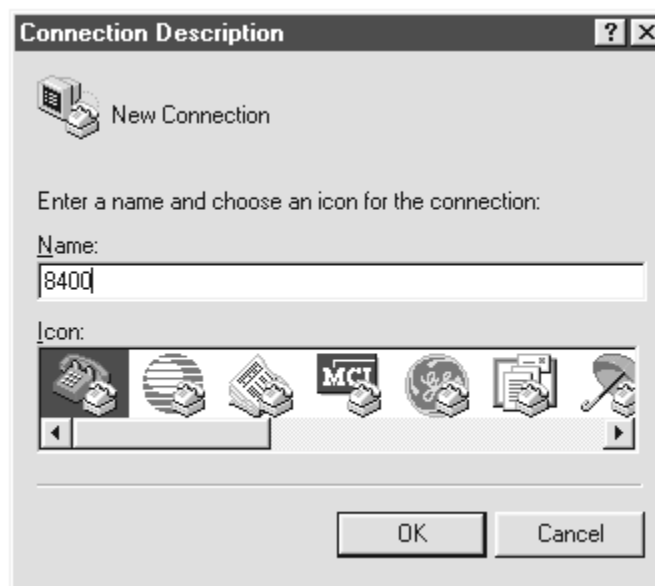 Connection Description
New Connection
Enter a name and choose an icon for the connection:
Name:
8400
Icon:
MCI
OK Cancel